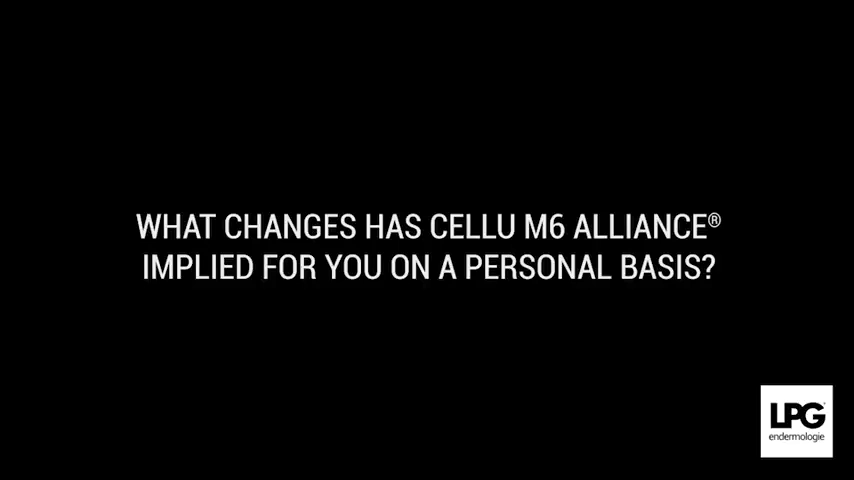 WHAT CHANGES HAS CELLU M6 ALLIANCE®
IMPLIED FOR YOU ON A PERSONAL BASIS?
LPG
endermologie